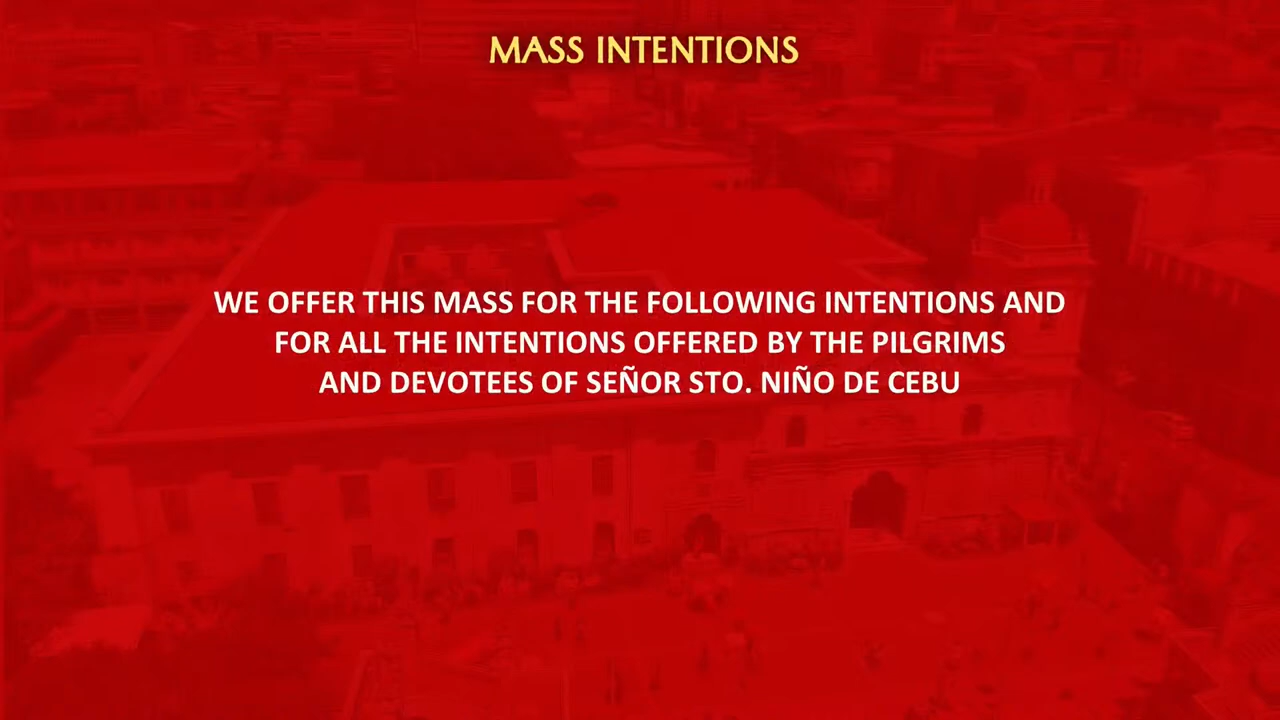 MASS INTENTIONS
WE OFFER THIS MASS FOR THE FOLLOWING INTENTIONS AND
FOR ALL THE INTENTIONS OFFERED BY THE PILGRIMS
AND DEVOTEES OF SEÑOR STO. NIÑO DE CEBU